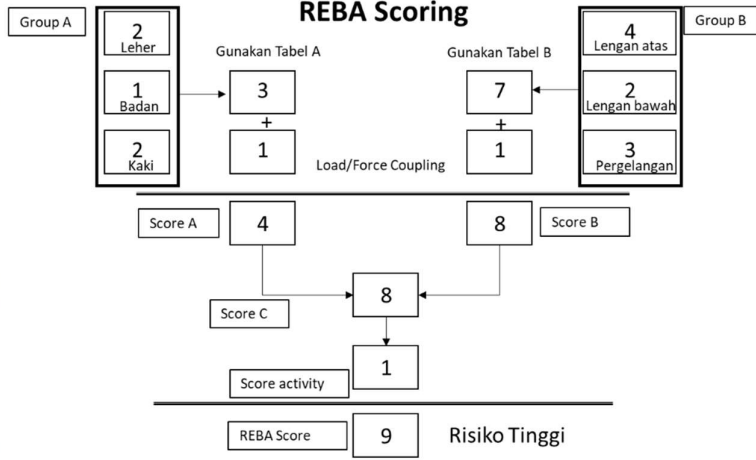 REBA Scoring
Group A
2
Leher
1
Badan
2
Kaki
Gunakan Tabel A
3
+
1
Load/Force Coupling
Gunakan Tabel B
7
+
1
Group B
4
Lengan atas
2
Lengan bawah
3
Pergelangan
Score A
4
8
Score B
8
Score C
1
Score activity
REBA Score
9
Risiko Tinggi